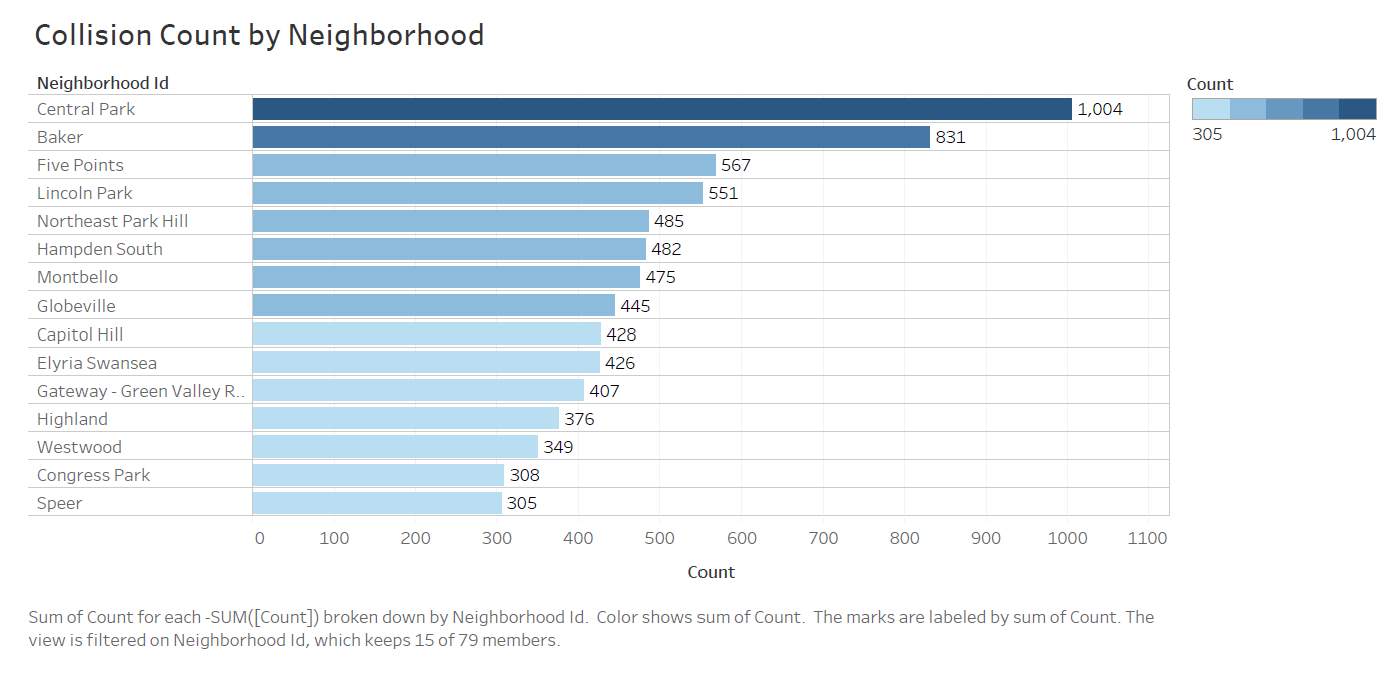 Collision Count by Neighborhood
Neighborhood Id
Central Park 1,004
Baker 831
Five Points 567
Lincoln Park 551
Northeast Park Hill 485
Hampden South 482
Montbello 475
Globeville 445
Capitol Hill 428
Elyria Swansea 426
Gateway - Green Valley R.. 407
Highland 376
Westwood 349
Congress Park 308
Speer 305
0 100 200 300 400 500 600 700 800 900 1000 1100
Count
Count
305 1,004
Sum of Count for each -SUM([Count]) broken down by Neighborhood Id.  Color shows sum of Count.  The marks are labeled by sum of Count. The
view is filtered on Neighborhood Id, which keeps 15 of 79 members.